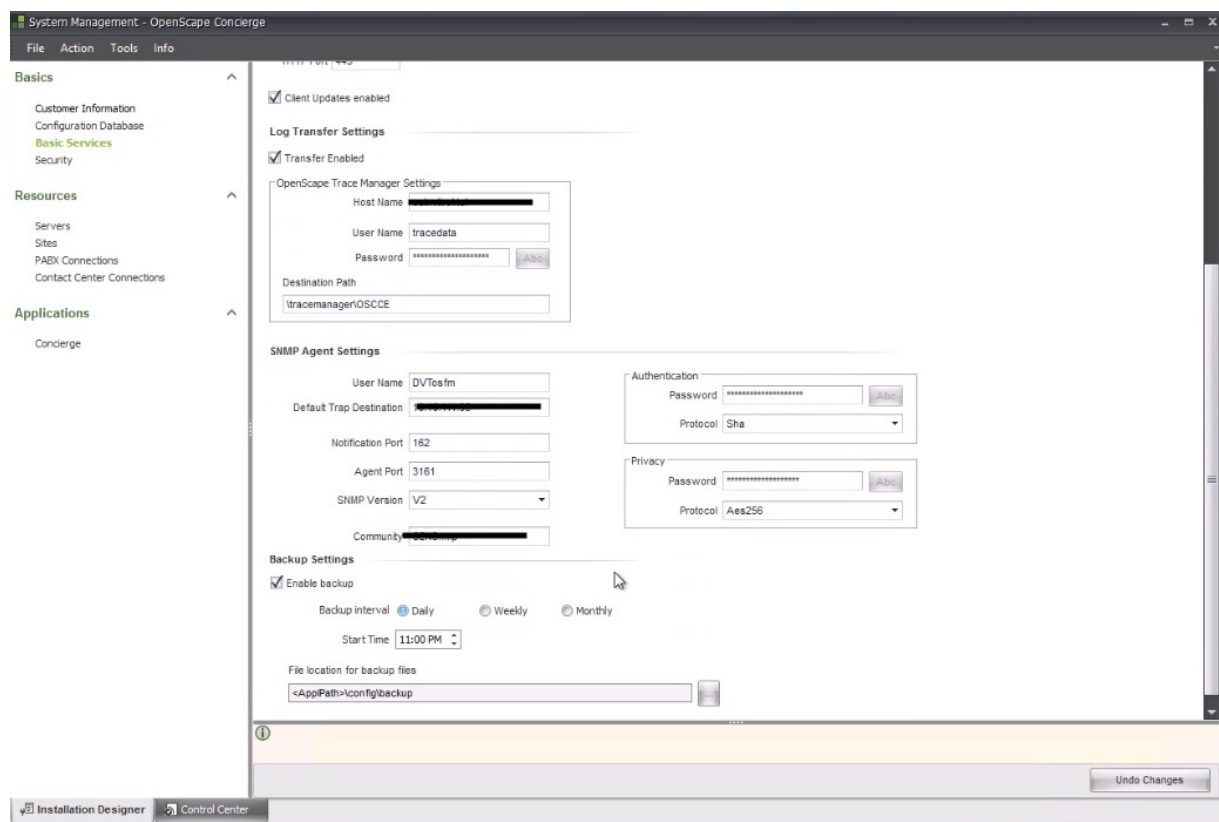 System Management - OpenScape Concierge
File Action Tools Info
Basics
Customer Information
Configuration Database
Basic Services
Security
Resources
Servers
Sites
PABX Connections
Contact Center Connections
Applications
Concierge
Client Updates enabled
Log Transfer Settings
Transfer Enabled
OpenScape Trace Manager Settings
Host Name
User Name tracedata
Password ******************** Abc
Destination Path
\tracemanager\OSCCE
SNMP Agent Settings
User Name DVTosfm
Default Trap Destination
Notification Port 162
Agent Port 3161
SNMP Version V2
Community
Authentication
Password ******************** Abc
Protocol Sha
Privacy
Password ******************* Abc
Protocol Aes256
Backup Settings
Enable backup
Backup interval Daily Weekly Monthly
Start Time 11:00 PM
File location for backup files
<ApplPath>\config\backup
Undo Changes
Installation Designer Control Center